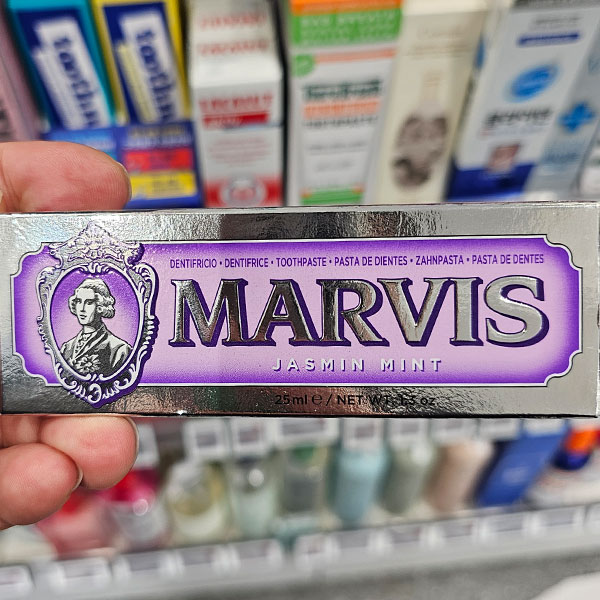 DENTIFRICIO • DENTIFRICE • TOOTHPASTE • PASTA DE DIENTES • ZAHNPASTA • PASTA DE DENTES
MARVIS
JASMIN MINT
25ml e / NET WT. 1.3 oz